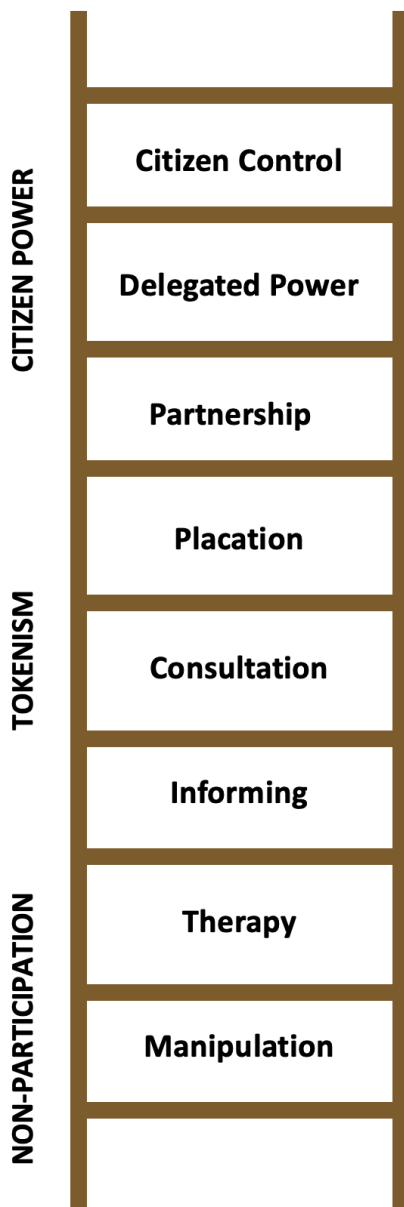 CITIZEN POWER
Citizen Control
Delegated Power
Partnership
TOKENISM
Placation
Consultation
Informing
NON-PARTICIPATION
Therapy
Manipulation